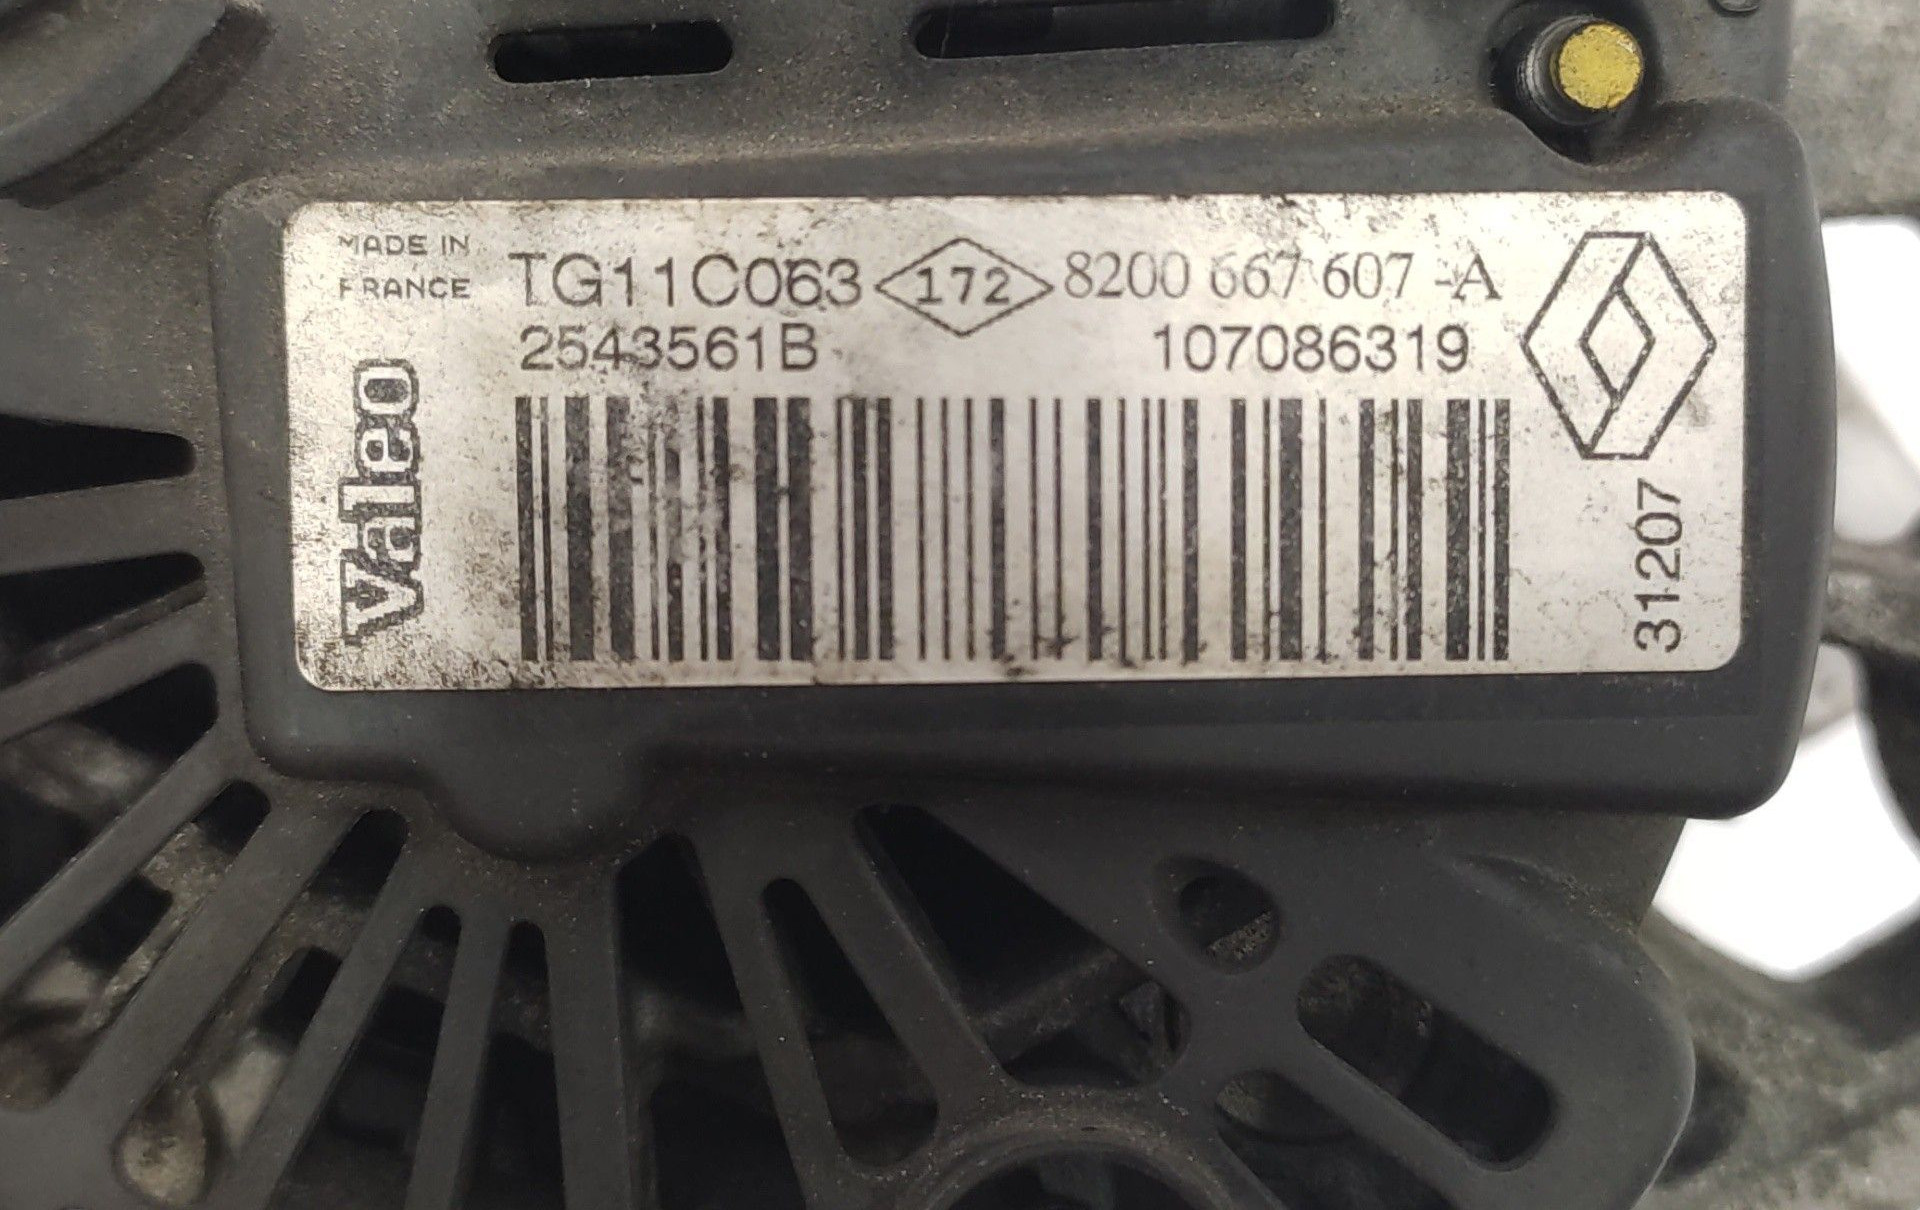 MADE IN
FRANCE
TG11C063 172 8200 667 607 -A
2543561B 107086319
Valeo
31207